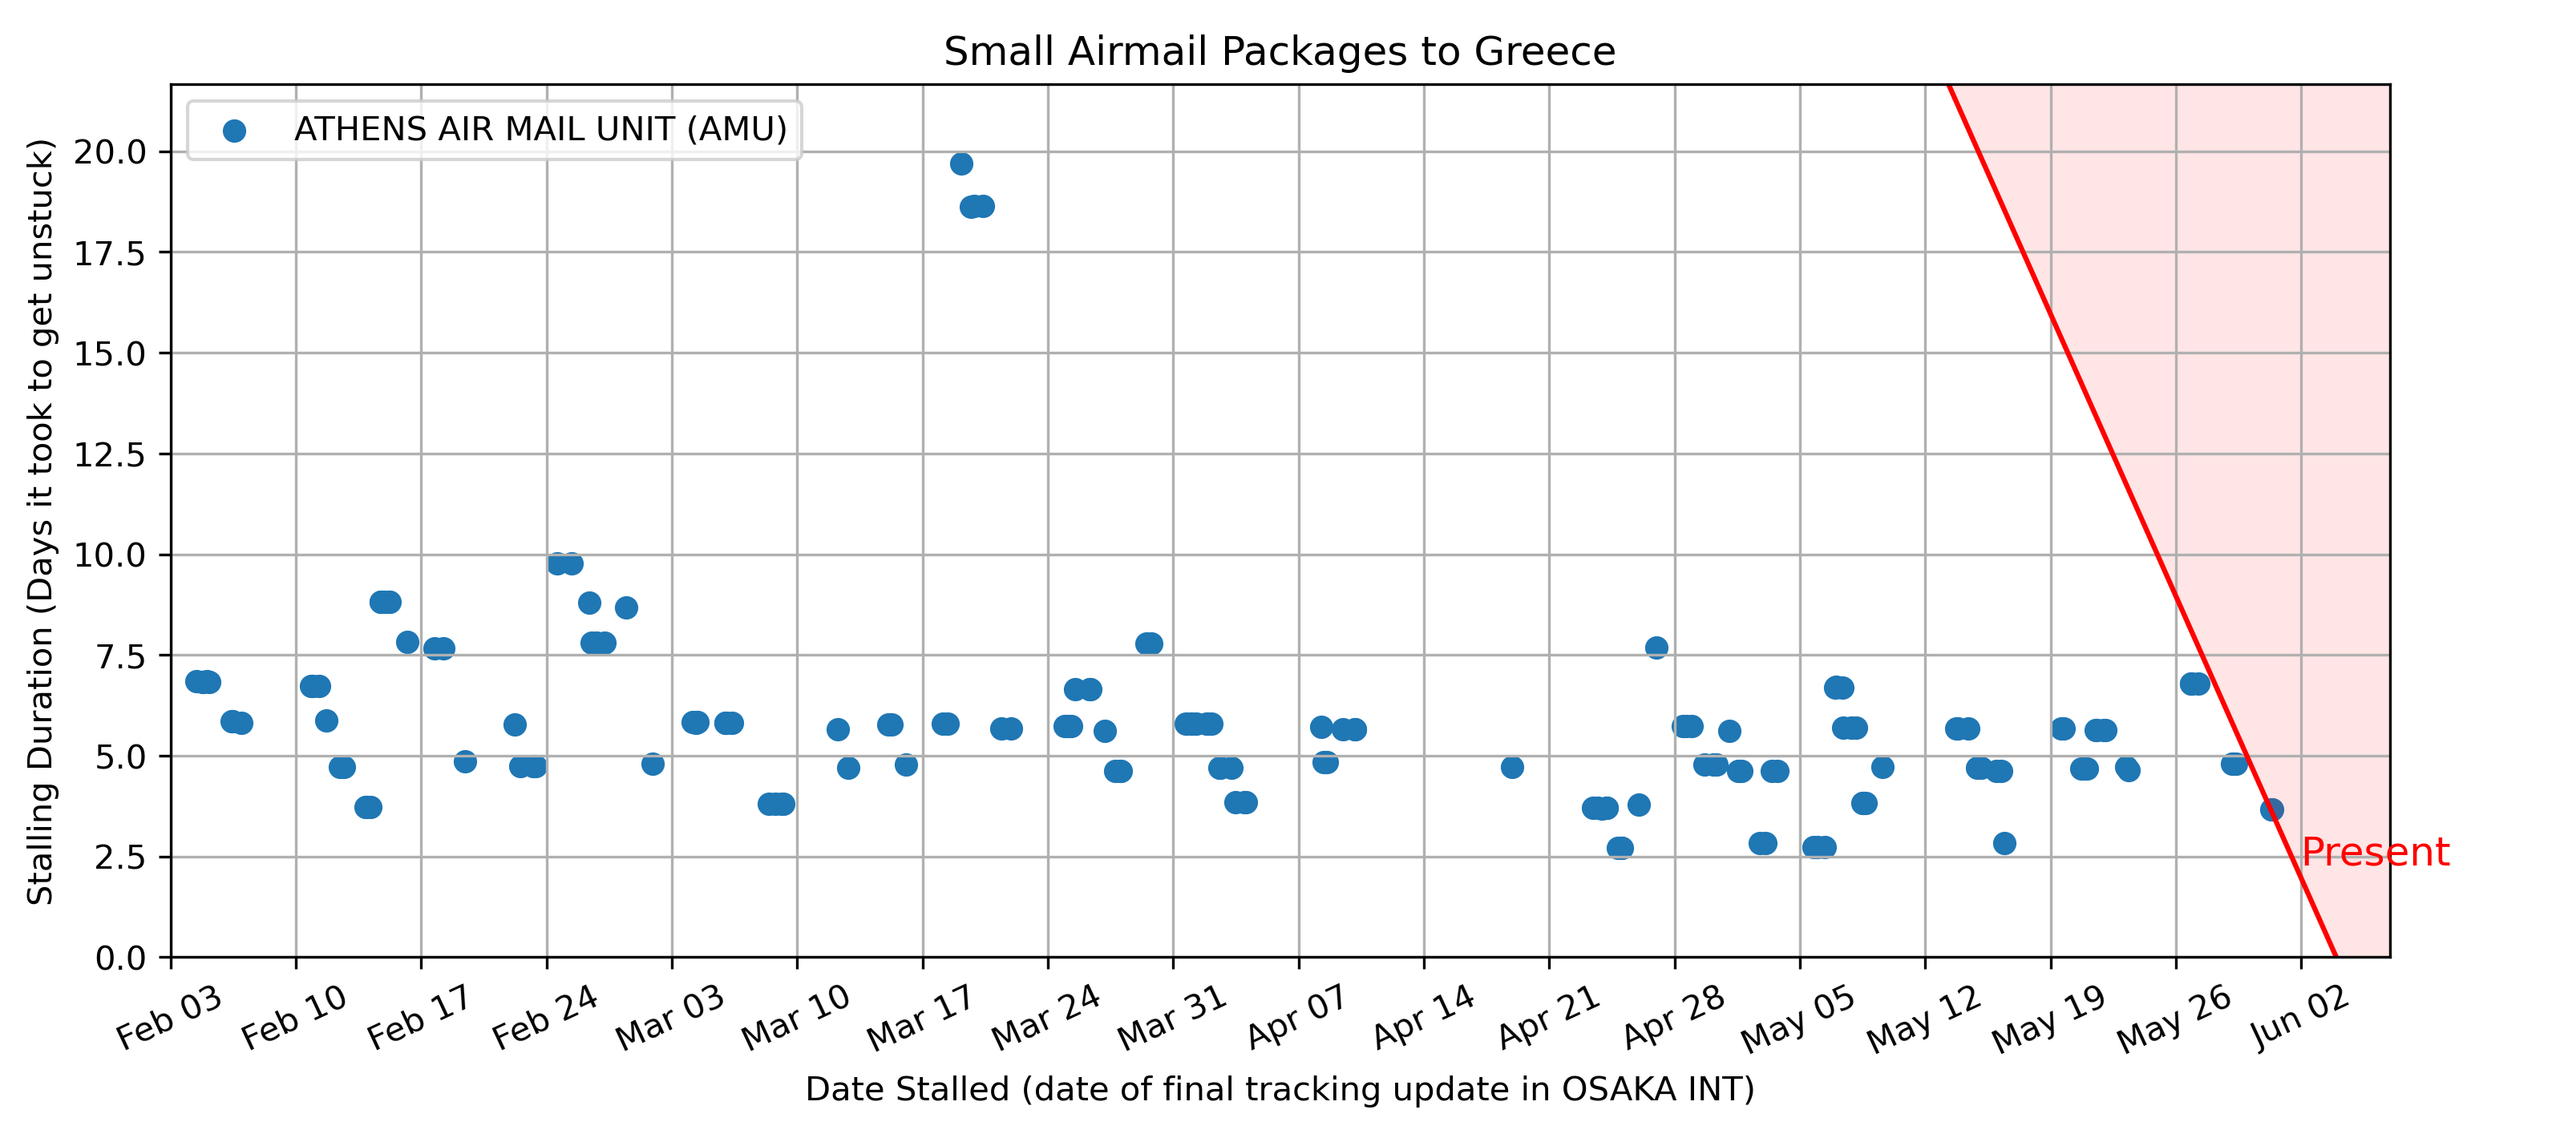 Small Airmail Packages to Greece
ATHENS AIR MAIL UNIT (AMU)
Stalling Duration (Days it took to get unstuck)
20.0
17.5
15.0
12.5
10.0
7.5
5.0
2.5
0.0
Present
Feb 03
Feb 10
Feb 17
Feb 24
Mar 03
Mar 10
Mar 17
Mar 24
Mar 31
Apr 07
Apr 14
Apr 21
Apr 28
May 05
May 12
May 19
May 26
Jun 02
Date Stalled (date of final tracking update in OSAKA INT)